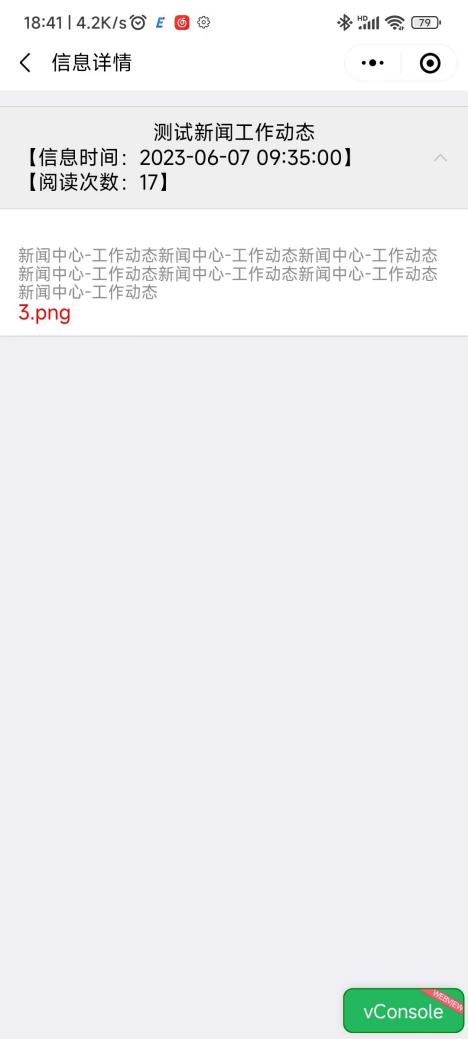 18:41 | 4.2K/s
HD
79
信息详情
测试新闻工作动态
【信息时间：2023-06-07 09:35:00】
【阅读次数：17】
新闻中心-工作动态新闻中心-工作动态新闻中心-工作动态
新闻中心-工作动态新闻中心-工作动态新闻中心-工作动态
新闻中心-工作动态
3.png
WEBVIEW
vConsole